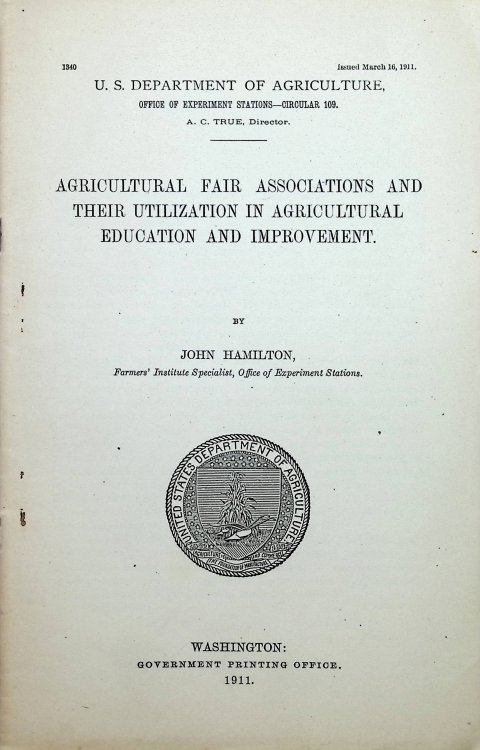 1340 Issued March 16, 1911.
U. S. DEPARTMENT OF AGRICULTURE,
OFFICE OF EXPERIMENT STATIONS—CIRCULAR 109.
A. C. TRUE, Director.
AGRICULTURAL FAIR ASSOCIATIONS AND
THEIR UTILIZATION IN AGRICULTURAL
EDUCATION AND IMPROVEMENT.
BY
JOHN HAMILTON,
Farmers' Institute Specialist, Office of Experiment Stations.
UNITED STATES DEPARTMENT OF AGRICULTURE
WASHINGTON:
GOVERNMENT PRINTING OFFICE.
1911.